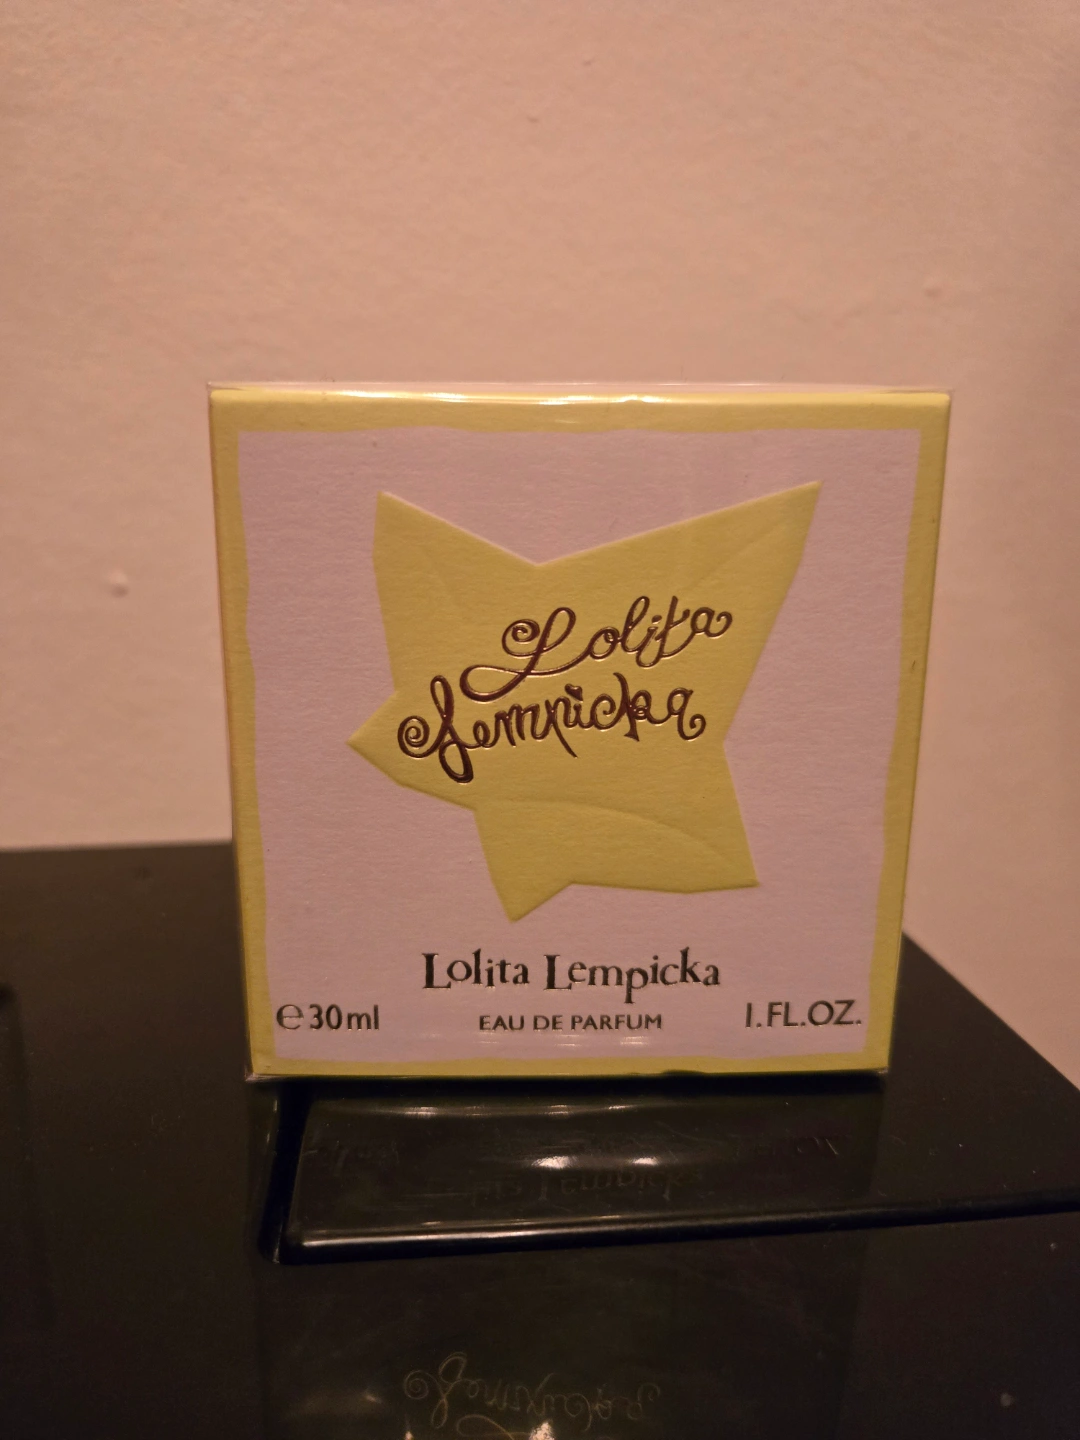 Lolita
Lempicka
Lolita Lempicka
℮30ml EAU DE PARFUM 1.FL.OZ.